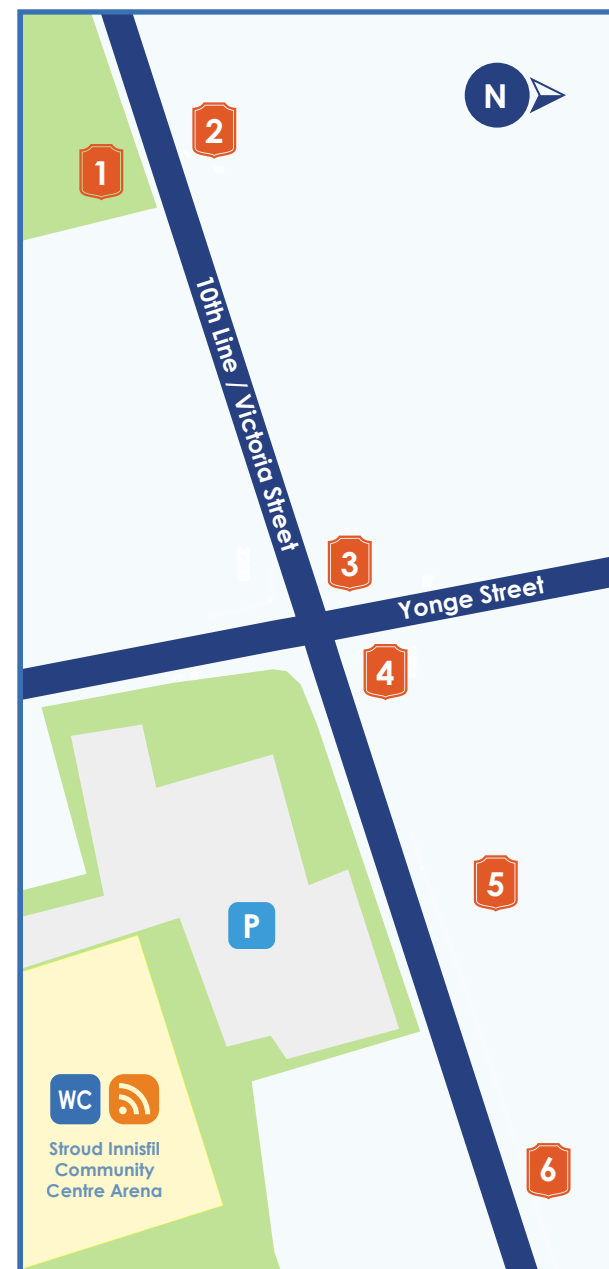 N
2
1
10th Line / Victoria Street
3
Yonge Street
4
5
P
WC
Stroud Innisfil
Community
Centre Arena
6